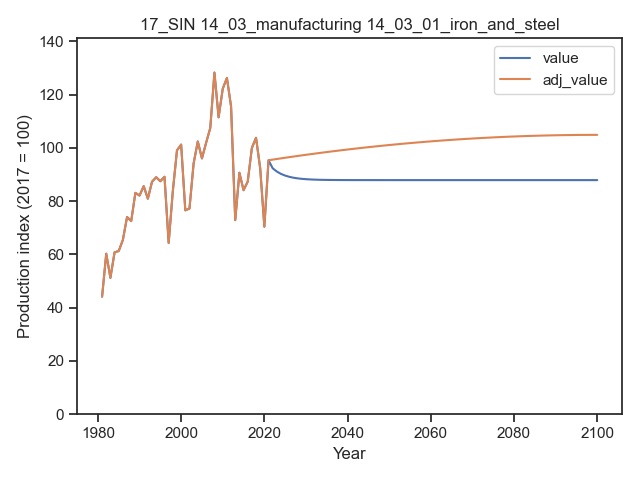 17_SIN 14_03_manufacturing 14_03_01_iron_and_steel
value
adj_value
Production index (2017 = 100)
140
120
100
80
60
40
20
0
1980 2000 2020 2040 2060 2080 2100
Year